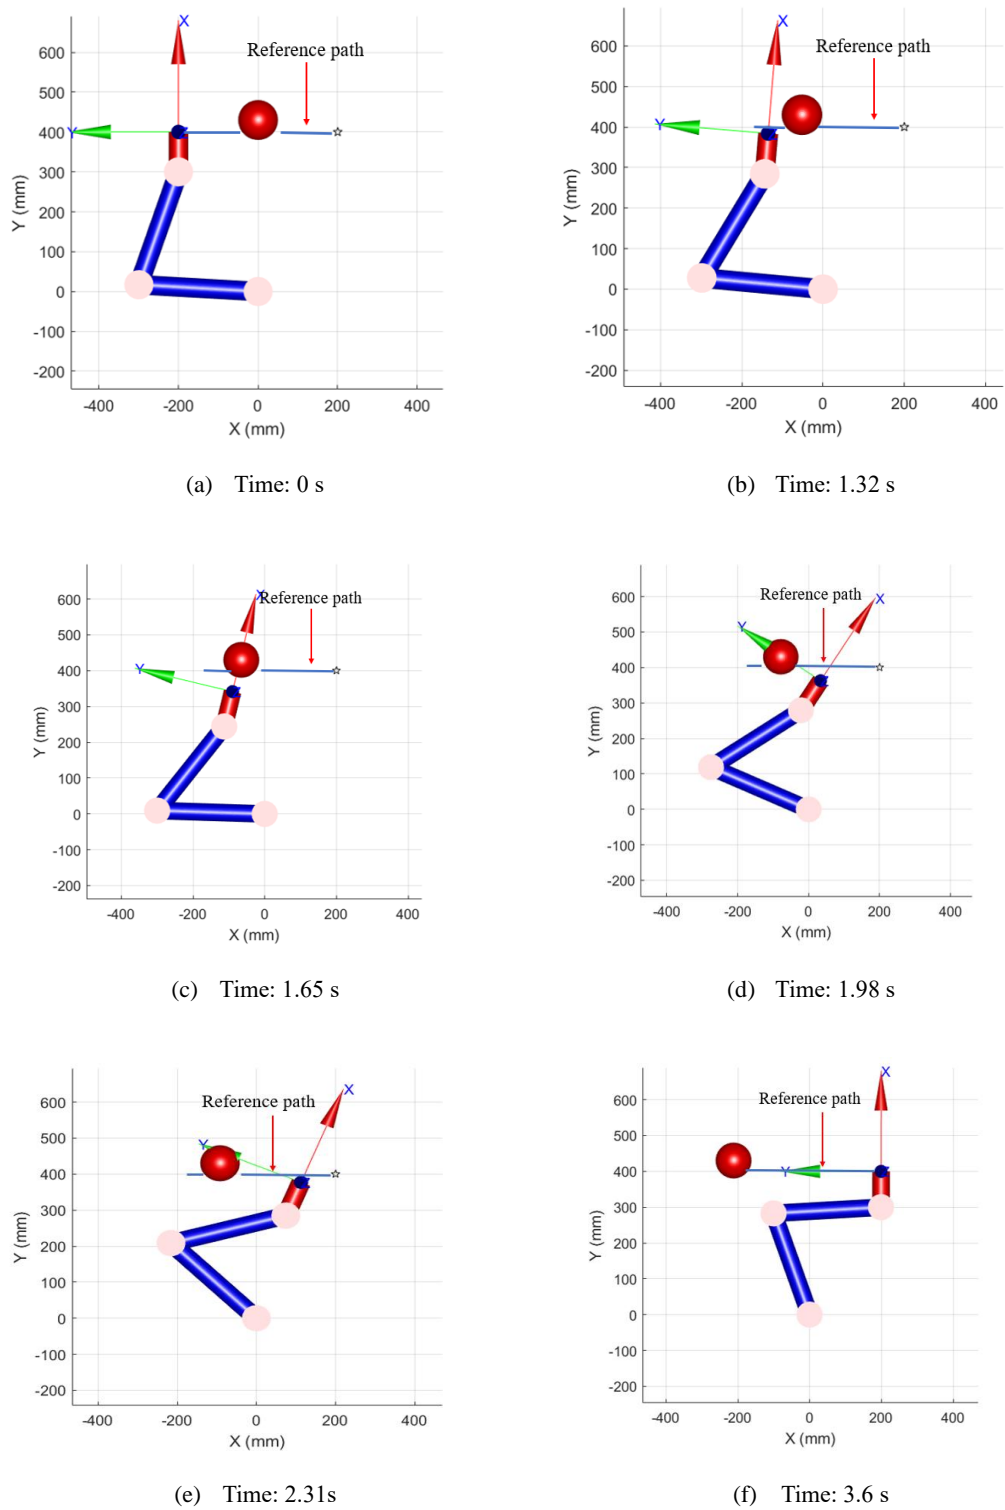 X
Reference path
600
500
Y
400
300
200
100
0
-100
-200
Y (mm)
-400
-200
0
200
400
X (mm)
(a) Time: 0 s
X
Reference path
600
500
Y
400
300
200
100
0
-100
-200
Y (mm)
-400
-200
0
200
400
X (mm)
(b) Time: 1.32 s
X
Reference path
600
500
Y
400
300
200
100
0
-100
-200
Y (mm)
-400
-200
0
200
400
X (mm)
(c) Time: 1.65 s
Reference path
X
600
Y
500
400
300
200
100
0
-100
-200
Y (mm)
-400
-200
0
200
400
X (mm)
(d) Time: 1.98 s
X
Reference path
600
500
Y
400
300
200
100
0
-100
-200
Y (mm)
-400
-200
0
200
400
X (mm)
(e) Time: 2.31s
X
Reference path
600
500
400
Y
300
200
100
0
-100
-200
Y (mm)
-400
-200
0
200
400
X (mm)
(f) Time: 3.6 s